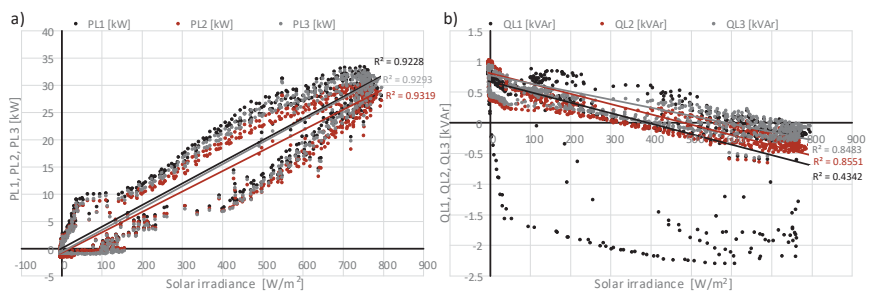 a)
PL1 [kW] PL2 [kW] PL3 [kW]
40
35
30
25
20
15
10
5
0
-5
-100 0 100 200 300 400 500 600 700 800 900
PL1, PL2, PL3 [kW]
Solar irradiance [W/m²]
R² = 0.9228
R² = 0.9293
R² = 0.9319
b)
QL1 [kVAr] QL2 [kVAr] QL3 [kVAr]
1.5
1
0.5
0
-0.5
-1
-1.5
-2
-2.5
-100 0 100 200 300 400 500 600 700 800 900
QL1, QL2, QL3 [kVAr]
Solar irradiance [W/m²]
R² = 0.8483
R² = 0.8551
R² = 0.4342